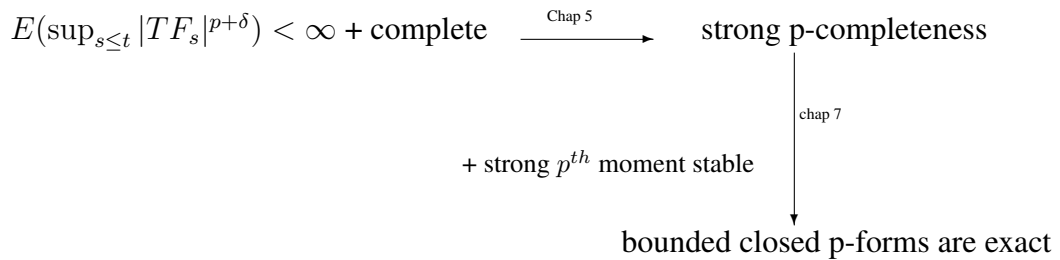 Chap 5
E(sup_{s≤t} |TF_s|^{p+δ}) < ∞ + complete
strong p-completeness
chap 7
+ strong p^{th} moment stable
bounded closed p-forms are exact